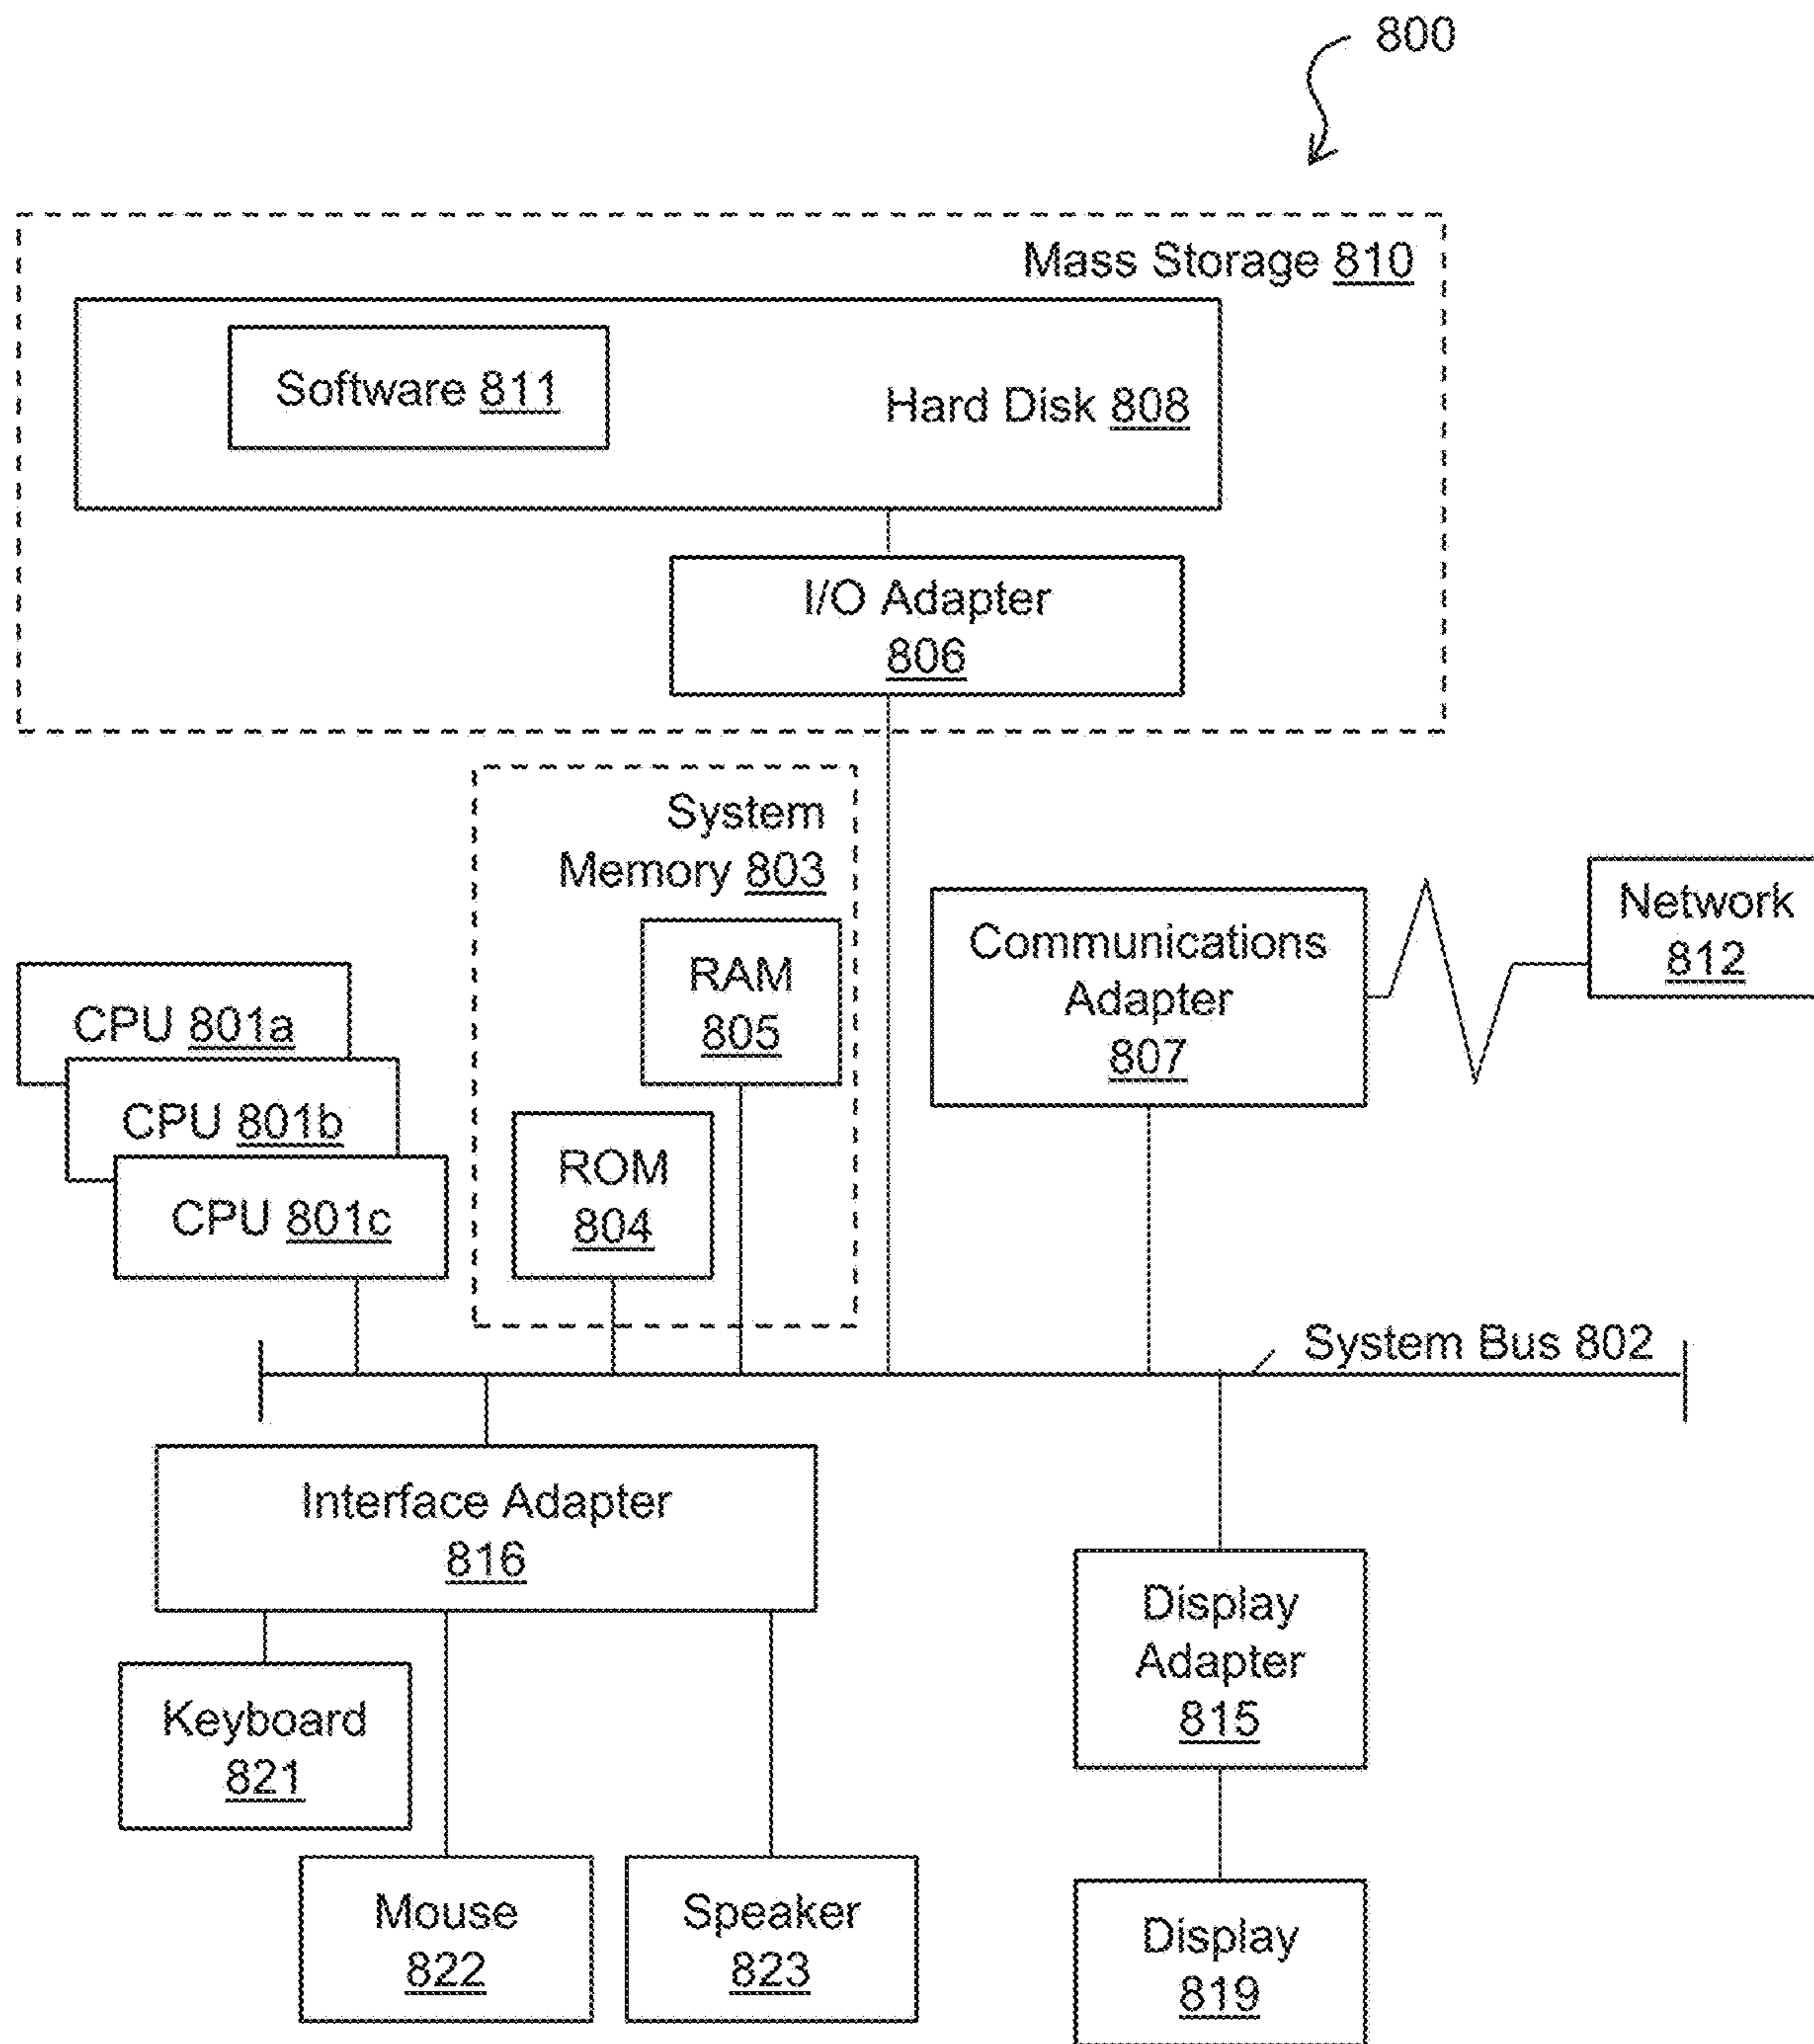 800
Mass Storage 810
Software 811
Hard Disk 808
I/O Adapter
806
System
Memory 803
RAM
805
ROM
804
CPU 801a
CPU 801b
CPU 801c
Communications
Adapter
807
Network
812
System Bus 802
Interface Adapter
816
Keyboard
821
Mouse
822
Speaker
823
Display
Adapter
815
Display
819